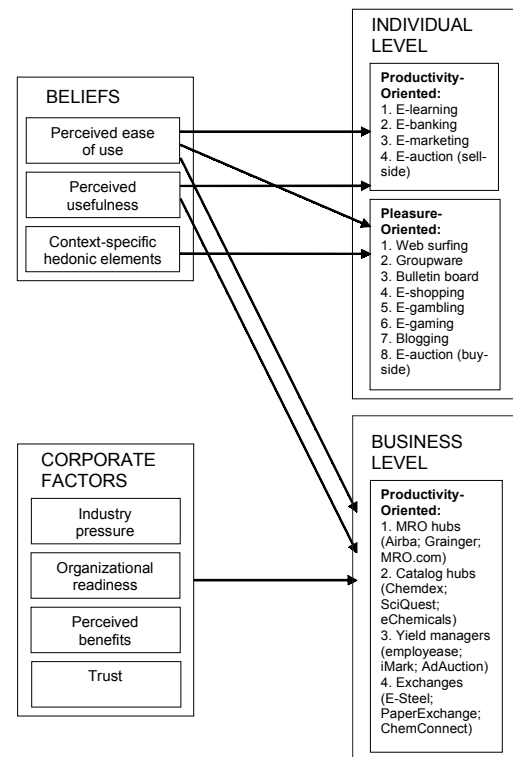 BELIEFS
Perceived ease
of use
Perceived
usefulness
Context-specific
hedonic elements
CORPORATE
FACTORS
Industry
pressure
Organizational
readiness
Perceived
benefits
Trust
INDIVIDUAL
LEVEL
Productivity-
Oriented:
1. E-learning
2. E-banking
3. E-marketing
4. E-auction (sell-
side)
Pleasure-
Oriented:
1. Web surfing
2. Groupware
3. Bulletin board
4. E-shopping
5. E-gambling
6. E-gaming
7. Blogging
8. E-auction (buy-
side)
BUSINESS
LEVEL
Productivity-
Oriented:
1. MRO hubs
(Airba; Grainger;
MRO.com)
2. Catalog hubs
(Chemdex;
SciQuest;
eChemicals)
3. Yield managers
(employease;
iMark; AdAuction)
4. Exchanges
(E-Steel;
PaperExchange;
ChemConnect)